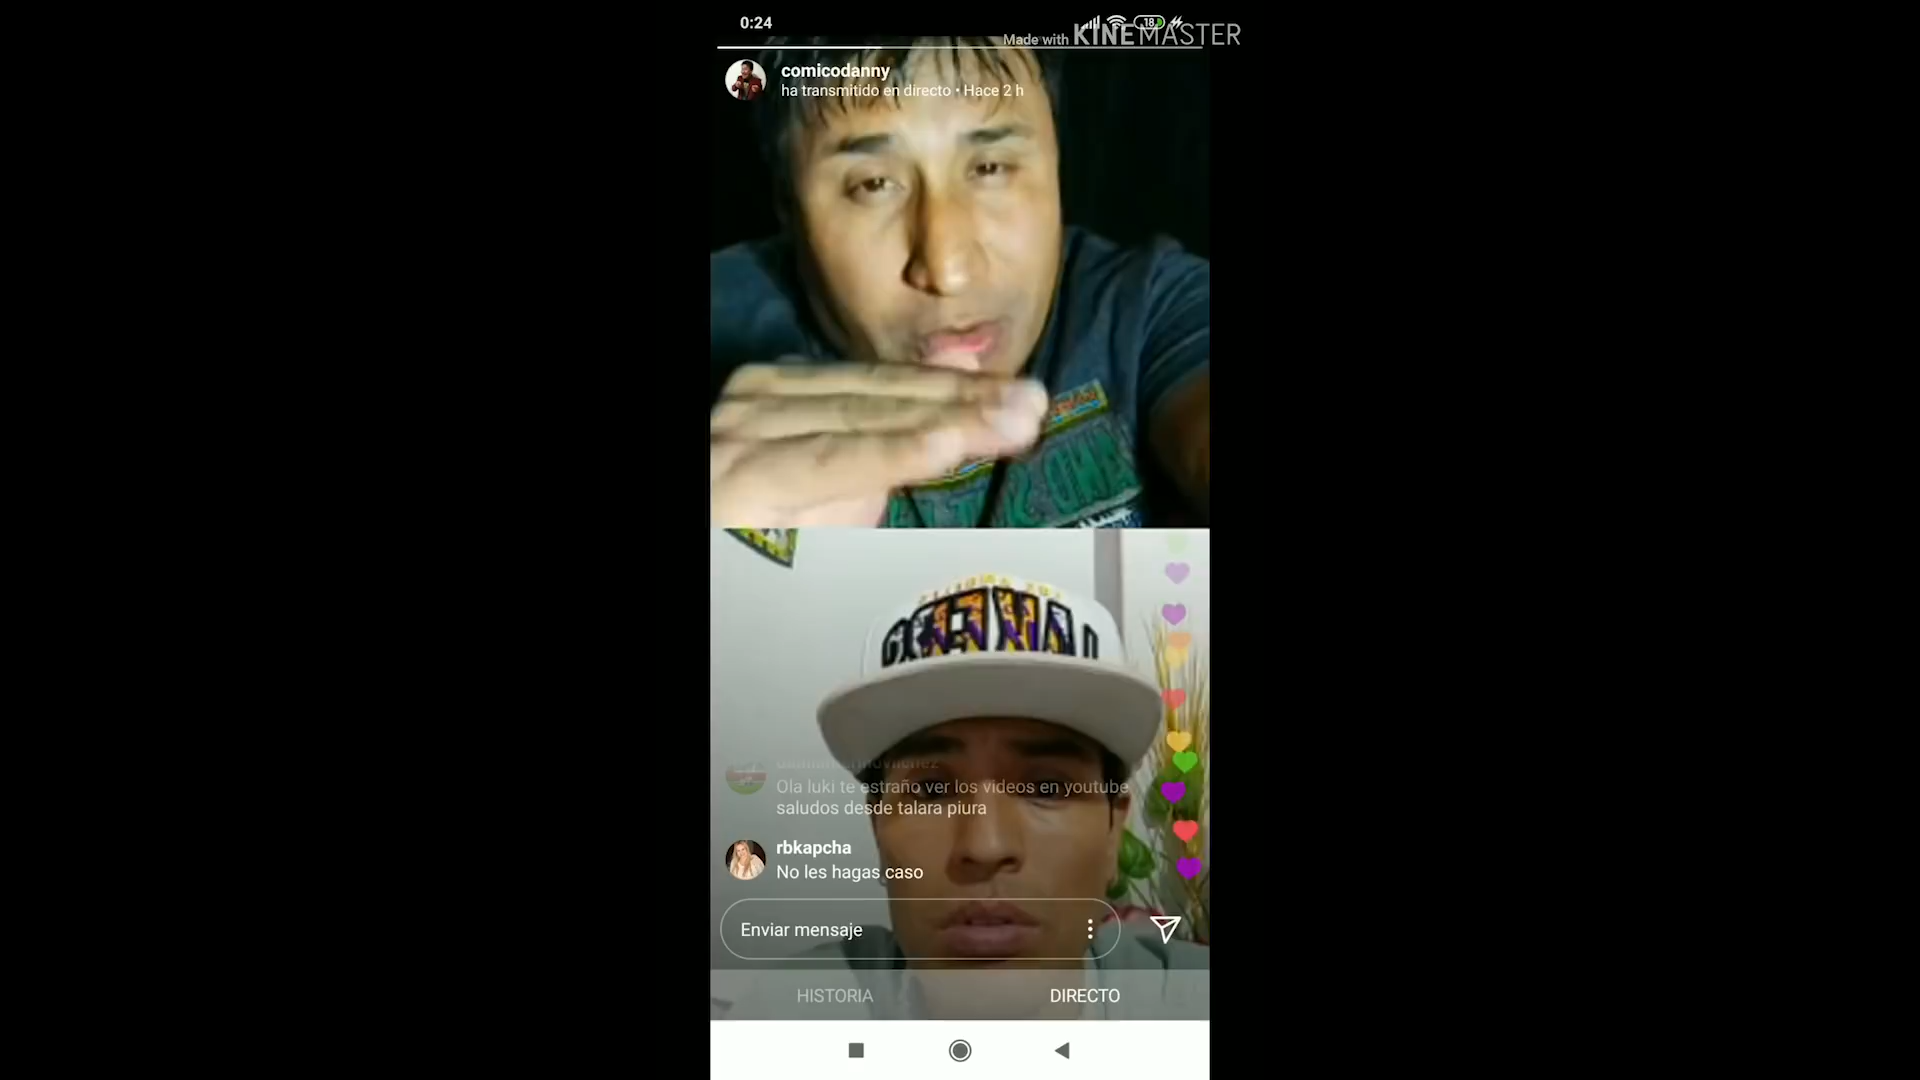 0:24
18
Made with KINEMASTER
comicodanny
ha transmitido en directo • Hace 2 h
Ola luki te estraño ver los videos en youtube
saludos desde talara piura
rbkapcha
No les hagas caso
Enviar mensaje
HISTORIA
DIRECTO